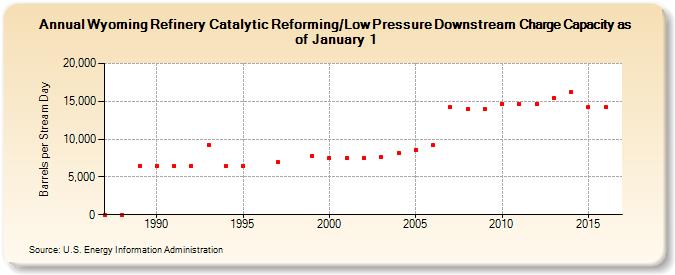 Annual Wyoming Refinery Catalytic Reforming/Low Pressure Downstream Charge Capacity as
of January 1
Barrels per Stream Day
20,000
15,000
10,000
5,000
0
1990 1995 2000 2005 2010 2015
Source: U.S. Energy Information Administration